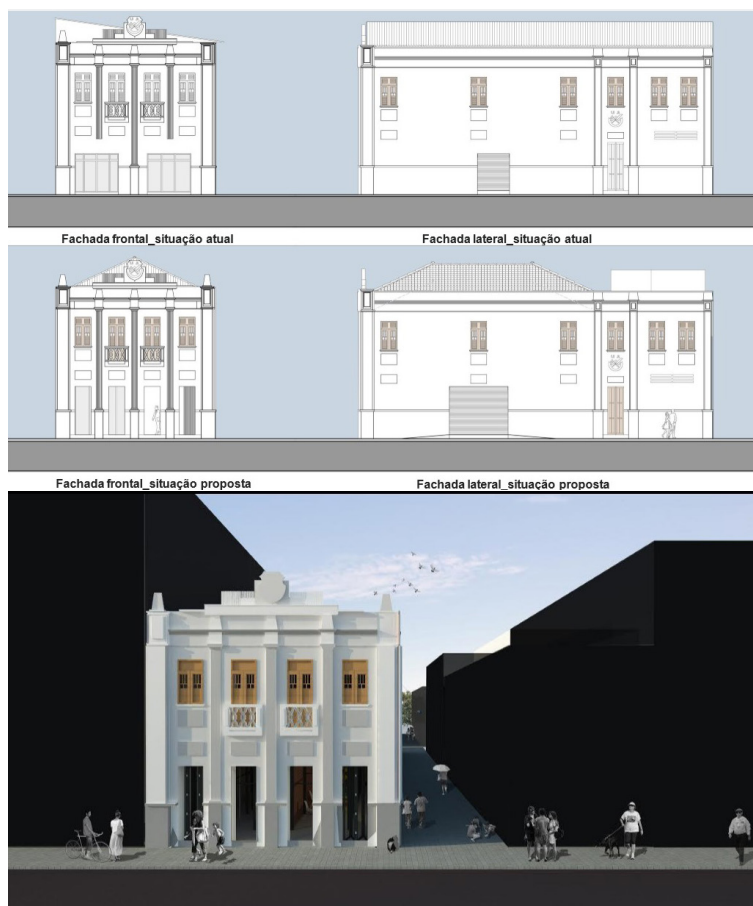 Fachada frontal_situação atual
Fachada lateral_situação atual
Fachada frontal_situação proposta
Fachada lateral_situação proposta